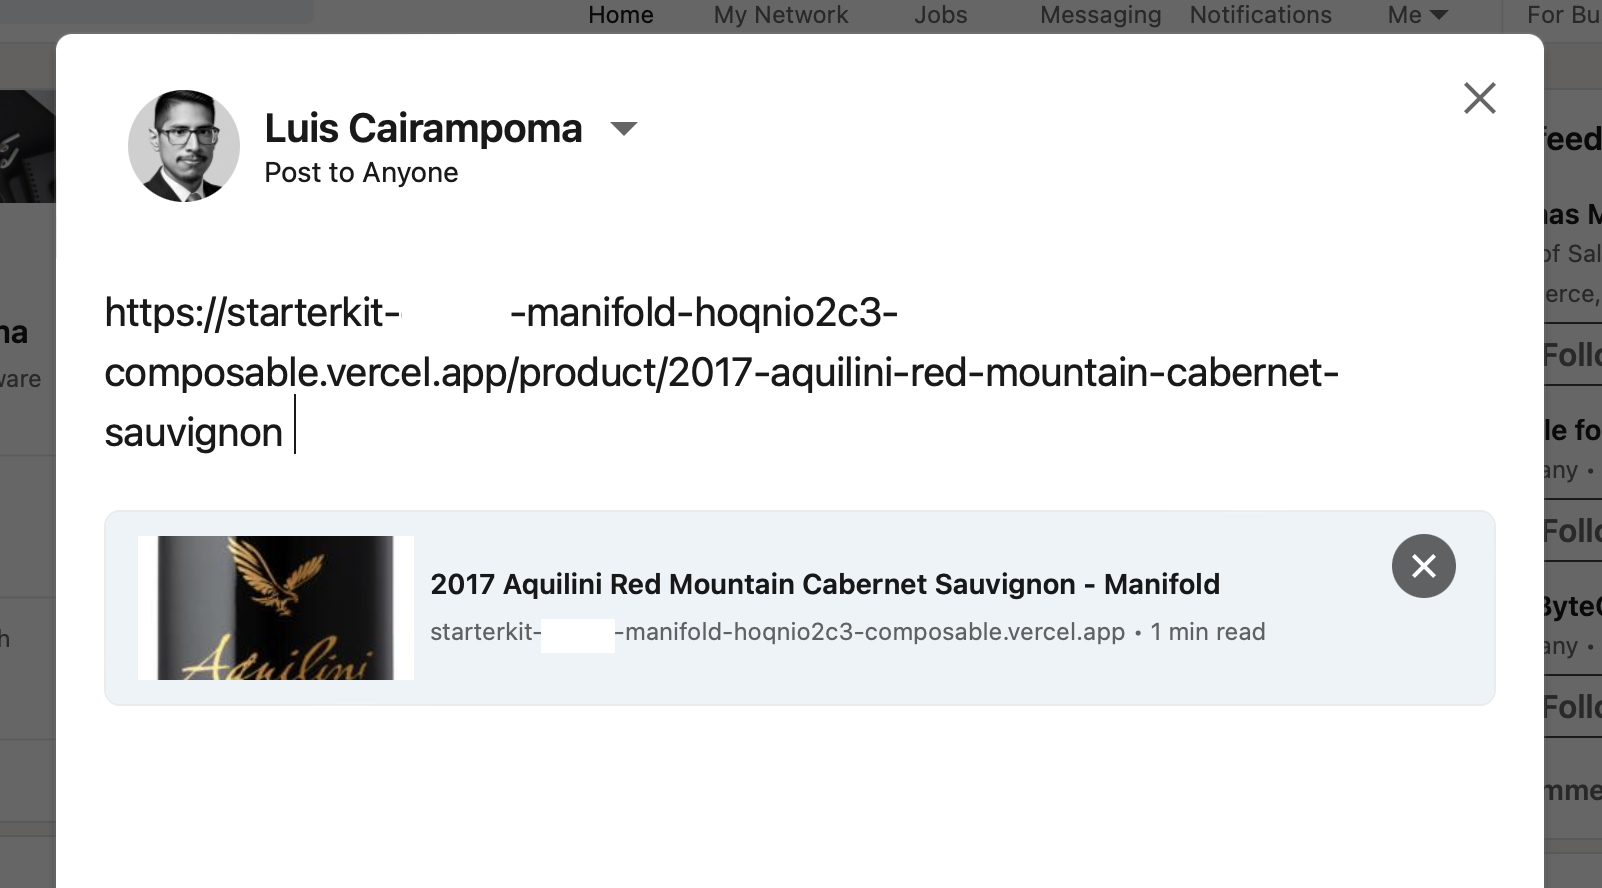 Home My Network Jobs Messaging Notifications Me For Bu
Luis Cairampoma
Post to Anyone
https://starterkit- -manifold-hoqnio2c3-
composable.vercel.app/product/2017-aquilini-red-mountain-cabernet-
sauvignon
2017 Aquilini Red Mountain Cabernet Sauvignon - Manifold
starterkit- -manifold-hoqnio2c3-composable.vercel.app • 1 min read
Aquilini
feed
nas M
of Sal
erce,
Follo
le fo
any •
Follo
ByteC
any •
Follo
mme
na
vare
h